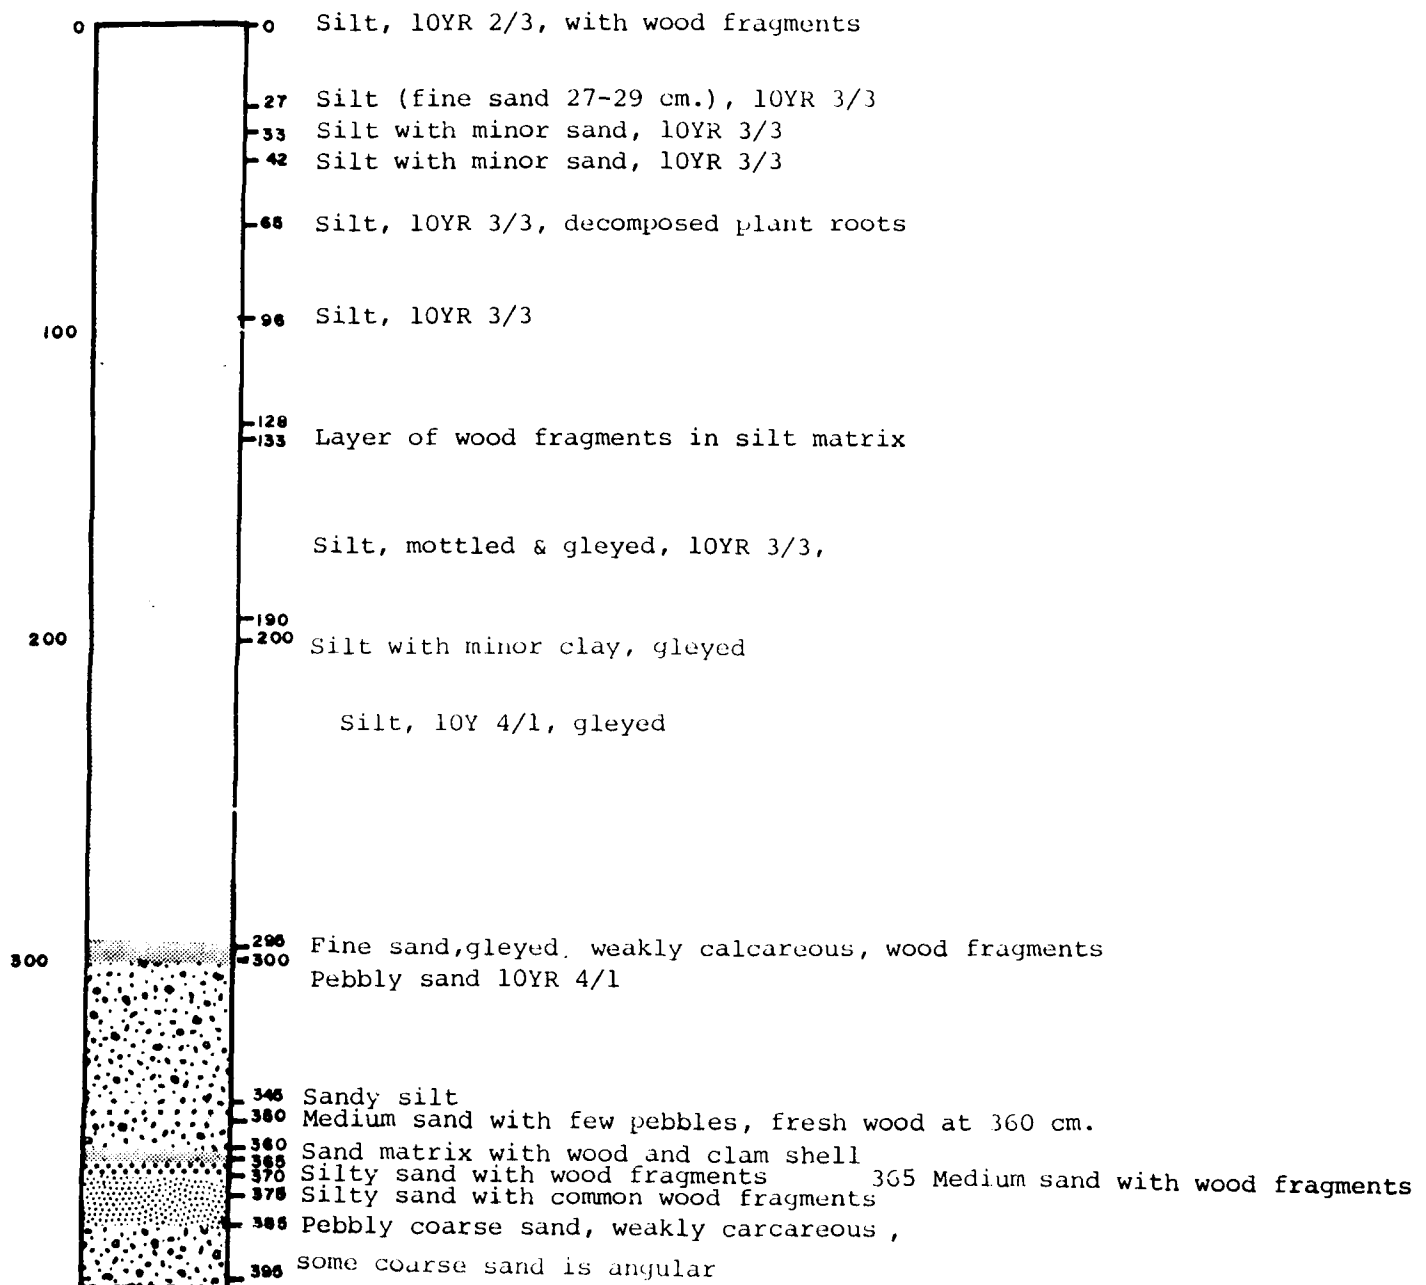 0 0 Silt, 10YR 2/3, with wood fragments
27 Silt (fine sand 27-29 cm.), 10YR 3/3
33 Silt with minor sand, 10YR 3/3
42 Silt with minor sand, 10YR 3/3
65 Silt, 10YR 3/3, decomposed plant roots
96 Silt, 10YR 3/3
100
128
133 Layer of wood fragments in silt matrix
Silt, mottled & gleyed, 10YR 3/3,
190
200 200 Silt with minor clay, gleyed
Silt, 10Y 4/1, gleyed
295 Fine sand,gleyed. weakly calcareous, wood fragments
300 300
Pebbly sand 10YR 4/1
345 Sandy silt
350 Medium sand with few pebbles, fresh wood at 360 cm.
360 Sand matrix with wood and clam shell
365
370 Silty sand with wood fragments 365 Medium sand with wood fragments
375 Silty sand with common wood fragments
385 Pebbly coarse sand, weakly carcareous ,
395 some coarse sand is angular